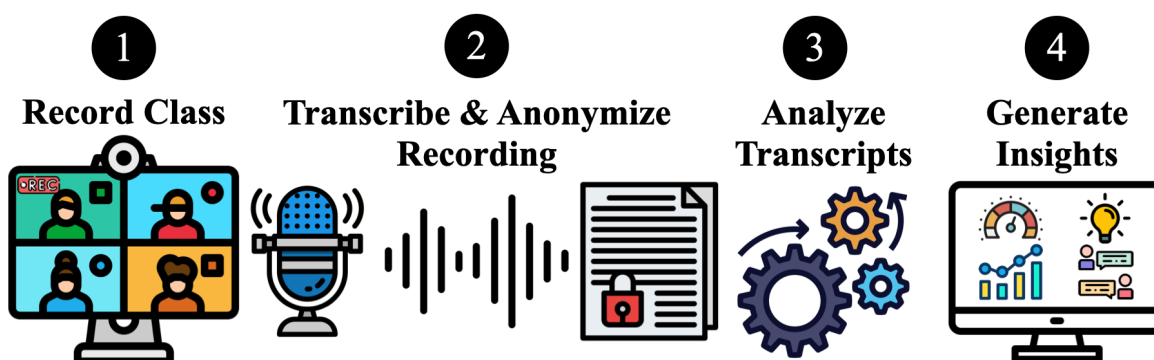 1
Record Class
REC
2
Transcribe & Anonymize
Recording
3
Analyze
Transcripts
4
Generate
Insights